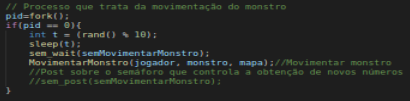 // Processo que trata da movimentação do monstro
pid=fork();
if(pid == 0){
int t = (rand() % 10);
sleep(t);
sem_wait(semMovimentarMonstro);
MovimentarMonstro(jogador, monstro, mapa);//Movimentar monstro
//Post sobre o semáforo que controla a obtenção de novos números
//sem_post(semMovimentarMonstro);
}